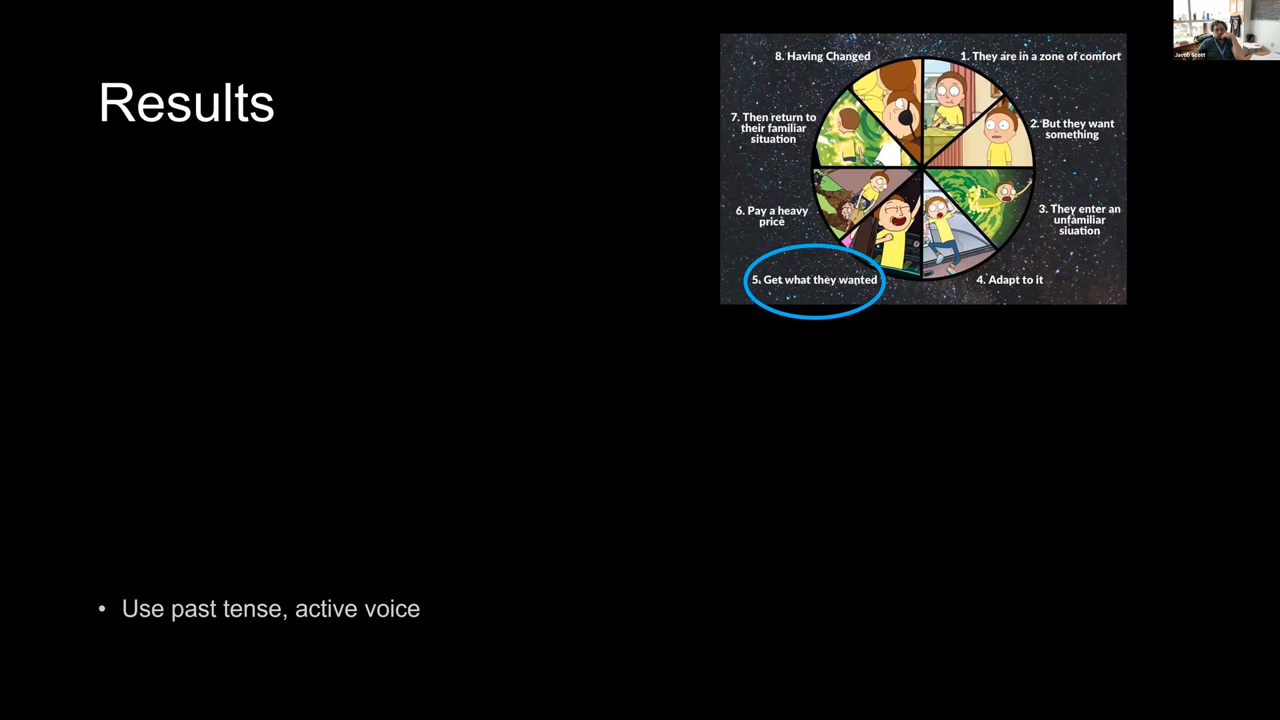 Results
8. Having Changed
1. They are in a zone of comfort
7. Then return to
their familiar
situation
2. But they want
something
6. Pay a heavy
price
3. They enter an
unfamiliar
siuation
5. Get what they wanted
4. Adapt to it
• Use past tense, active voice
Jacob Scott